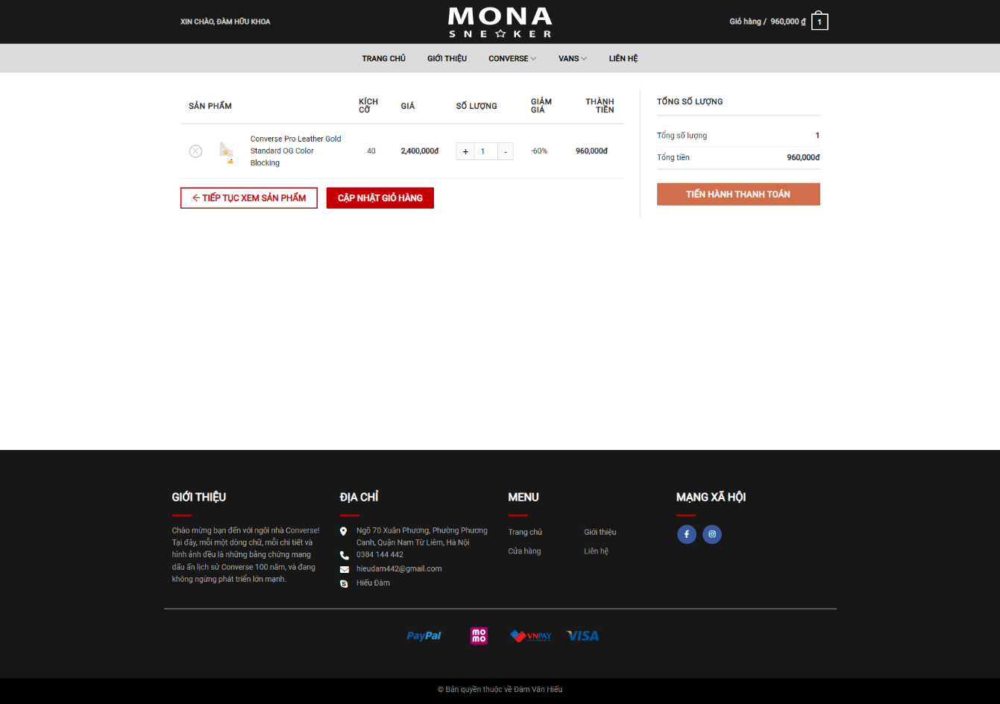 XIN CHÀO, ĐÀM HỮU KHOA
MONA
SNE☆KER
Giỏ hàng / 960,000 ₫ 1
TRANG CHỦ GIỚI THIỆU CONVERSE VANS LIÊN HỆ
SẢN PHẨM KÍCH CỠ GIÁ SỐ LƯỢNG GIẢM GIÁ THÀNH TIỀN
Converse Pro Leather Gold
Standard OG Color
Blocking
40 2,400,000đ + 1 - -60% 960,000đ
← TIẾP TỤC XEM SẢN PHẨM CẬP NHẬT GIỎ HÀNG
TỔNG SỐ LƯỢNG
Tổng số lượng 1
Tổng tiền 960,000đ
TIẾN HÀNH THANH TOÁN
GIỚI THIỆU
Chào mừng bạn đến với ngôi nhà Converse!
Tại đây, mỗi một dòng chữ, mỗi chi tiết và
hình ảnh đều là những bằng chứng mang
dấu ấn lịch sử Converse 100 năm, và đang
không ngừng phát triển lớn mạnh.
ĐỊA CHỈ
Ngõ 70 Xuân Phương, Phường Phương
Canh, Quận Nam Từ Liêm, Hà Nội
0384 144 442
hieudam442@gmail.com
Hiếu Đàm
MENU
Trang chủ Giới thiệu
Cửa hàng Liên hệ
MẠNG XÃ HỘI
PayPal mo mo VNPAY VISA
© Bản quyền thuộc về Đàm Văn Hiếu